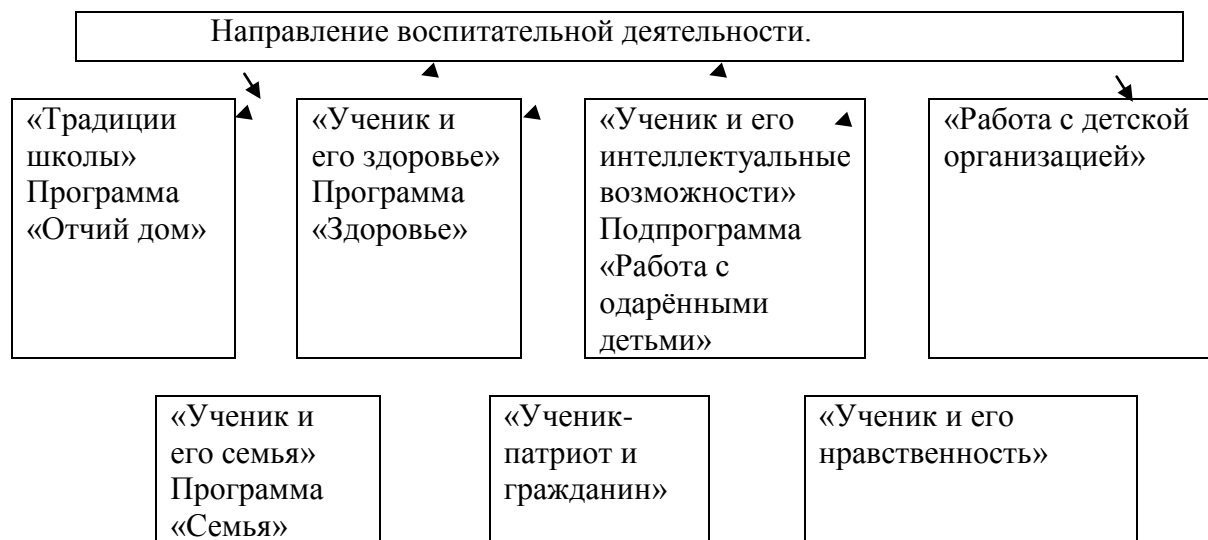 Направление воспитательной деятельности.
«Традиции
школы»
Программа
«Отчий дом»
«Ученик и
его здоровье»
Программа
«Здоровье»
«Ученик и его
интеллектуальные
возможности»
Подпрограмма
«Работа с
одарёнными
детьми»
«Работа с детской
организацией»
«Ученик и
его семья»
Программа
«Семья»
«Ученик-
патриот и
гражданин»
«Ученик и его
нравственность»